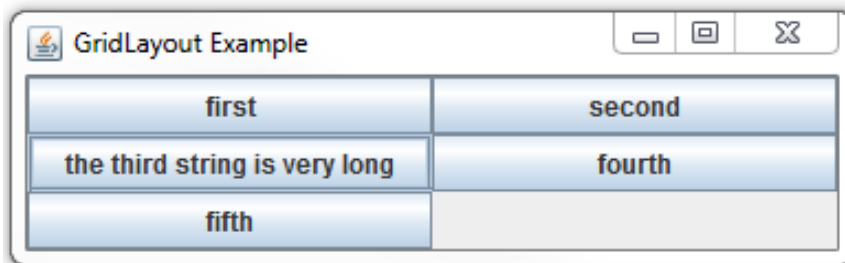 GridLayout Example
first second
the third string is very long fourth
fifth